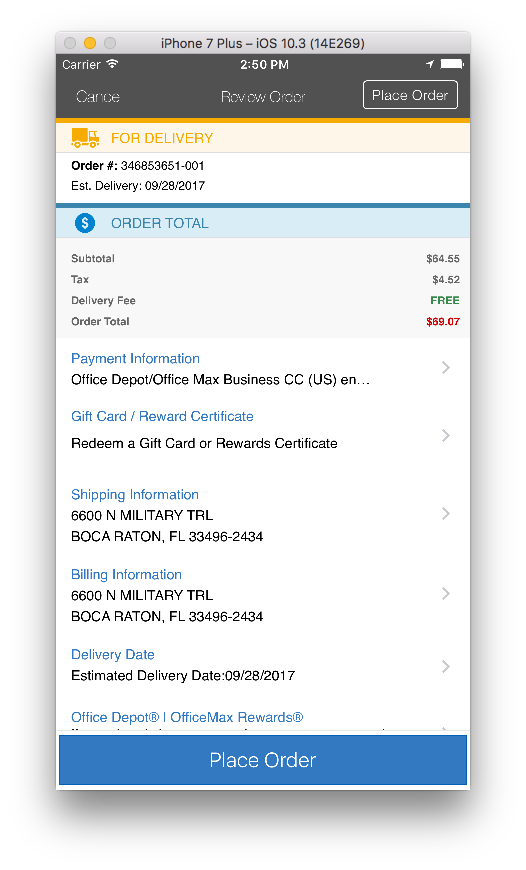 iPhone 7 Plus – iOS 10.3 (14E269)
Carrier 2:50 PM
Cance Review Order Place Order
FOR DELIVERY
Order #: 346853651-001
Est. Delivery: 09/28/2017
$ ORDER TOTAL
Subtotal $64.55
Tax $4.52
Delivery Fee FREE
Order Total $69.07
Payment Information
Office Depot/Office Max Business CC (US) en…
Gift Card / Reward Certificate
Redeem a Gift Card or Rewards Certificate
Shipping Information
6600 N MILITARY TRL
BOCA RATON, FL 33496-2434
Billing Information
6600 N MILITARY TRL
BOCA RATON, FL 33496-2434
Delivery Date
Estimated Delivery Date:09/28/2017
Office Depot® | OfficeMax Rewards®
Place Order